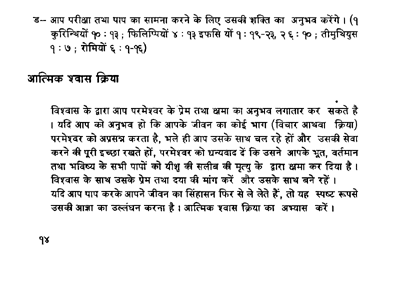 ड— आप परीक्षा तथा पाप का सामना करने के लिए उसकी शक्ति का अनुभव करेंगे। (१
कुरिन्थियों १० : १३ ; फिलिप्पियों ४ : १३ इफसि यों १ : १९-२३, २ ६ : १० ; तीमुथियुस
१ : ७ ; रोमियों ६ : १-१६)
आत्मिक श्वास क्रिया
विश्वास के द्वारा आप परमेश्वर के प्रेम तथा क्षमा का अनुभव लगातार कर सकते है
। यदि आप को अनुभव हो कि आपके जीवन का कोई भाग (विचार आथवा क्रिया)
परमेश्वर को अप्रसन्न करता है, भले ही आप उसके साथ चल रहे हों और उसकी सेवा
करने की पूरी इच्छा रखते हों, परमेश्वर को धन्यवाद दें कि उसने आपके भूत, वर्तमान
तथा भविष्य के सभी पापों को यीशु की सलीब की मृत्यु के द्वारा क्षमा कर दिया है।
विश्वास के साथ उसके प्रेम तथा दया की मांग करें और उसके साथ बने रहें।
यदि आप पाप करके आपने जीवन का सिंहासन फिर से ले लेते हैं, तो यह स्पष्ट रूपसे
उसकी आज्ञा का उल्लंघन करना है। आत्मिक श्वास क्रिया का अभ्यास करें।
१४